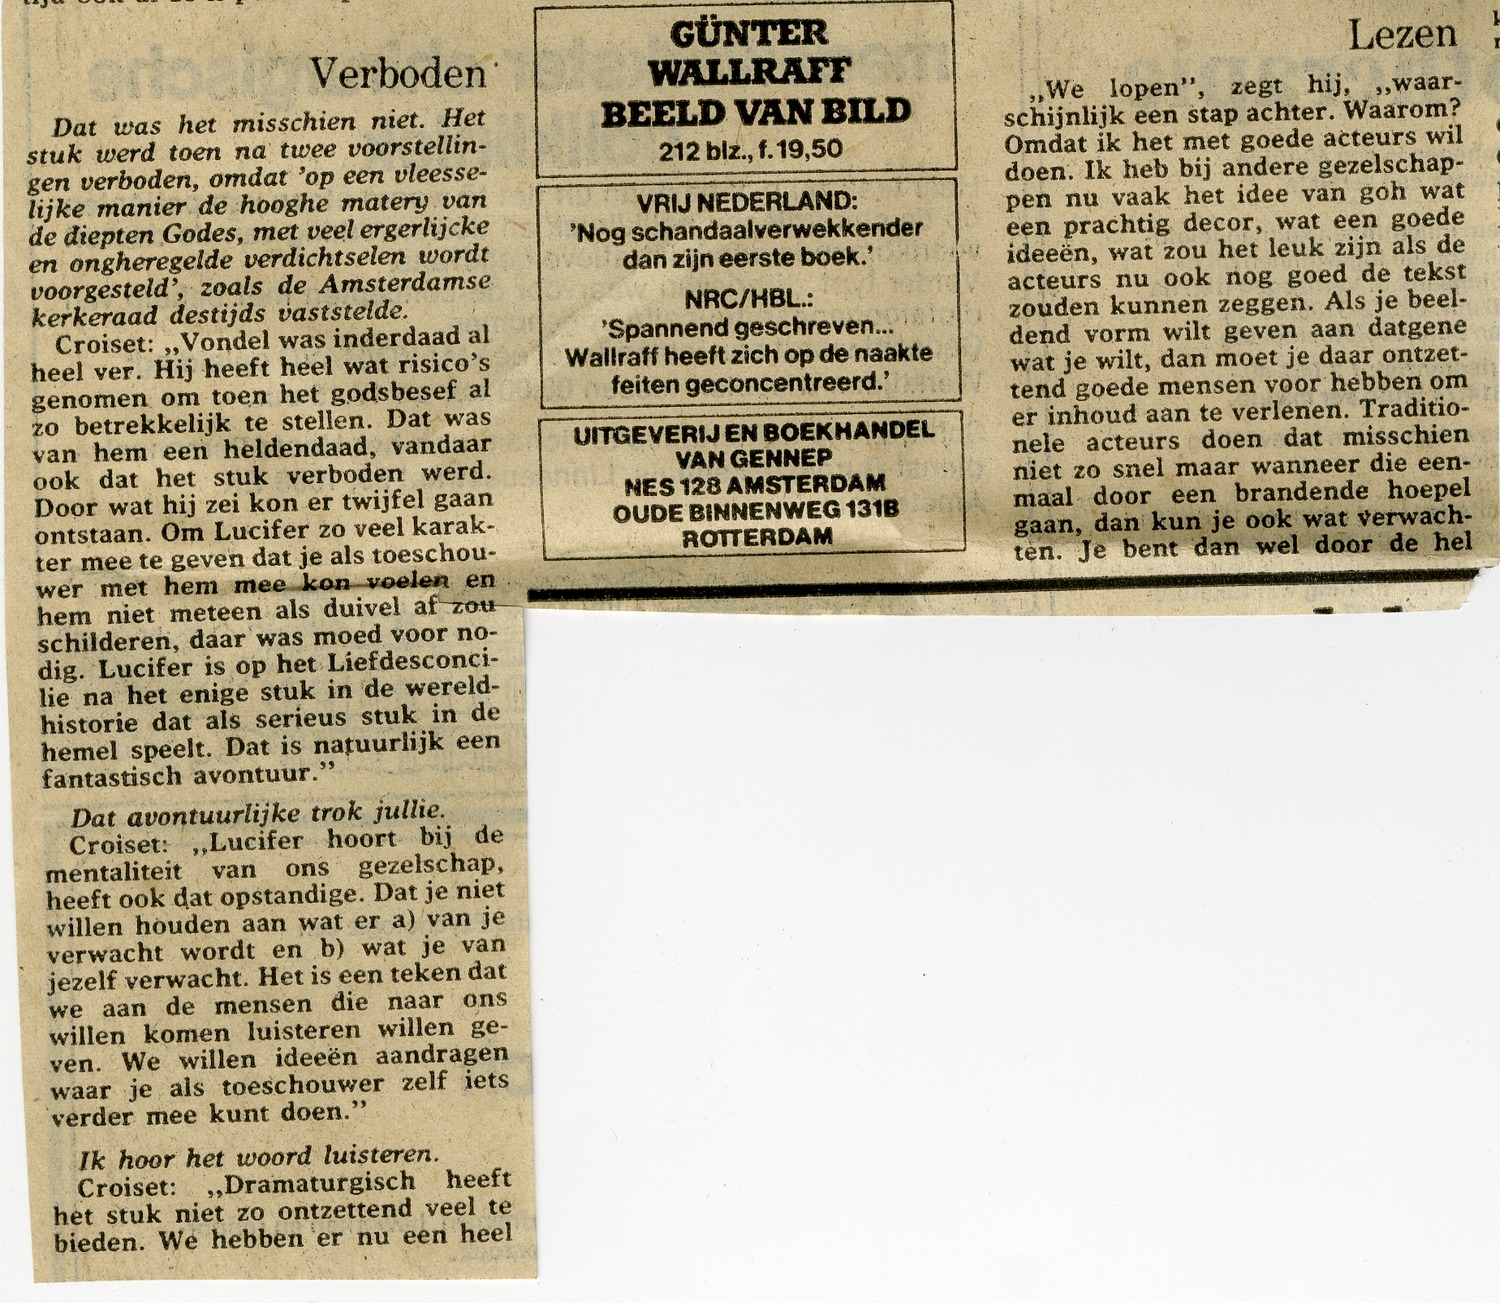 Verboden
Dat was het misschien niet. Het
stuk werd toen na twee voorstellin-
gen verboden, omdat 'op een vleesse-
lijke manier de hooghe matery van
de diepten Godes, met veel ergerlijcke
en ongheregelde verdichtselen wordt
voorgesteld', zoals de Amsterdamse
kerkeraad destijds vaststelde.
Croiset: „Vondel was inderdaad al
heel ver. Hij heeft heel wat risico's
genomen om toen het godsbesef al
zo betrekkelijk te stellen. Dat was
van hem een heldendaad, vandaar
ook dat het stuk verboden werd.
Door wat hij zei kon er twijfel gaan
ontstaan. Om Lucifer zo veel karak-
ter mee te geven dat je als toeschou-
wer met hem mee kon voelen en
hem niet meteen als duivel af zou
schilderen, daar was moed voor no-
dig. Lucifer is op het Liefdesconci-
lie na het enige stuk in de wereld-
historie dat als serieus stuk in de
hemel speelt. Dat is natuurlijk een
fantastisch avontuur.”
Dat avontuurlijke trok jullie.
Croiset: „Lucifer hoort bij de
mentaliteit van ons gezelschap,
heeft ook dat opstandige. Dat je niet
willen houden aan wat er a) van je
verwacht wordt en b) wat je van
jezelf verwacht. Het is een teken dat
we aan de mensen die naar ons
willen komen luisteren willen ge-
ven. We willen ideeën aandragen
waar je als toeschouwer zelf iets
verder mee kunt doen.”
Ik hoor het woord luisteren.
Croiset: „Dramaturgisch heeft
het stuk niet zo ontzettend veel te
bieden. We hebben er nu een heel
GÜNTER
WALLRAFF
BEELD VAN BILD
212 blz., f. 19,50
VRIJ NEDERLAND:
'Nog schandaalverwekkender
dan zijn eerste boek.'
NRC/HBL.:
'Spannend geschreven...
Wallraff heeft zich op de naakte
feiten geconcentreerd.'
UITGEVERIJ EN BOEKHANDEL
VAN GENNEP
NES 128 AMSTERDAM
OUDE BINNENWEG 131B
ROTTERDAM
Lezen
„We lopen”, zegt hij, „waar-
schijnlijk een stap achter. Waarom?
Omdat ik het met goede acteurs wil
doen. Ik heb bij andere gezelschap-
pen nu vaak het idee van goh wat
een prachtig decor, wat een goede
ideeën, wat zou het leuk zijn als de
acteurs nu ook nog goed de tekst
zouden kunnen zeggen. Als je beel-
dend vorm wilt geven aan datgene
wat je wilt, dan moet je daar ontzet-
tend goede mensen voor hebben om
er inhoud aan te verlenen. Traditio-
nele acteurs doen dat misschien
niet zo snel maar wanneer die een-
maal door een brandende hoepel
gaan, dan kun je ook wat verwach-
ten. Je bent dan wel door de hel